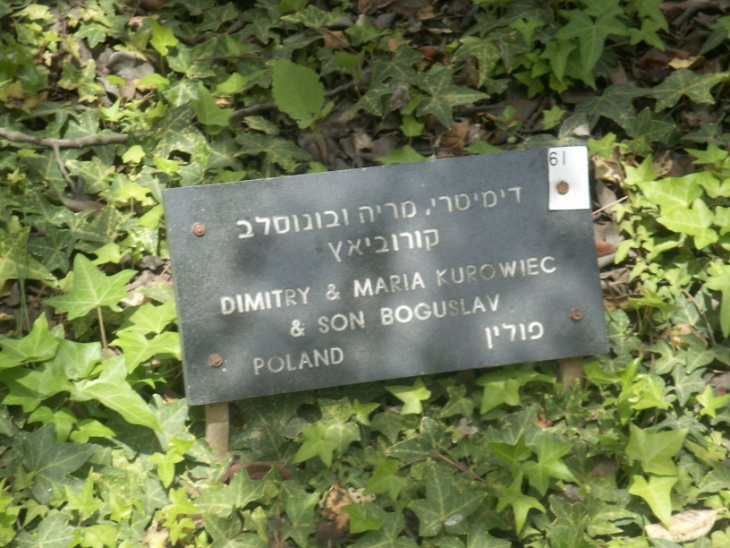 61
דימיטרי, מריה ובוגוסלב
קורוביאץ
DIMITRY & MARIA KUROWIEC
& SON BOGUSLAV
POLAND פולין